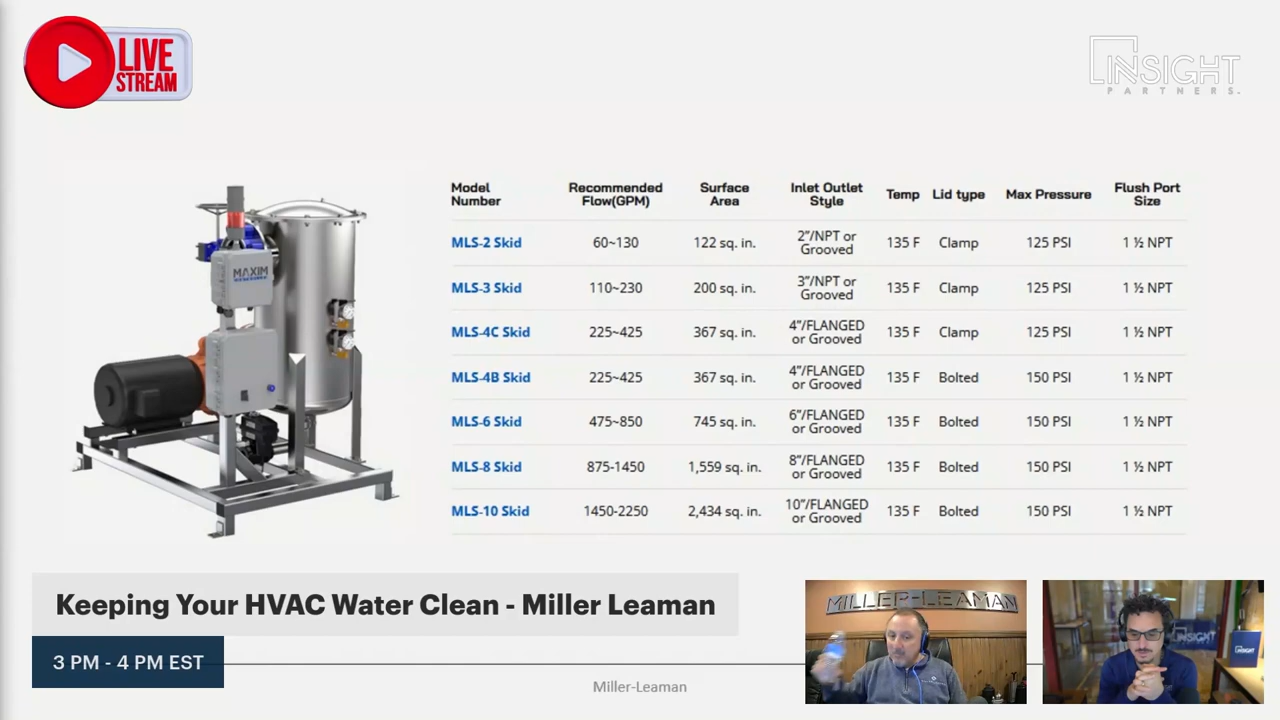 LIVE
STREAM
INSIGHT
PARTNERS.
Model Number Recommended Flow(GPM) Surface Area Inlet Outlet Style Temp Lid type Max Pressure Flush Port Size
MLS-2 Skid 60~130 122 sq. in. 2”/NPT or Grooved 135 F Clamp 125 PSI 1 ½ NPT
MLS-3 Skid 110~230 200 sq. in. 3”/NPT or Grooved 135 F Clamp 125 PSI 1 ½ NPT
MLS-4C Skid 225~425 367 sq. in. 4”/FLANGED or Grooved 135 F Clamp 125 PSI 1 ½ NPT
MLS-4B Skid 225~425 367 sq. in. 4”/FLANGED or Grooved 135 F Bolted 150 PSI 1 ½ NPT
MLS-6 Skid 475~850 745 sq. in. 6”/FLANGED or Grooved 135 F Bolted 150 PSI 1 ½ NPT
MLS-8 Skid 875-1450 1,559 sq. in. 8”/FLANGED or Grooved 135 F Bolted 150 PSI 1 ½ NPT
MLS-10 Skid 1450-2250 2,434 sq. in. 10”/FLANGED or Grooved 135 F Bolted 150 PSI 1 ½ NPT
MAXIM
Keeping Your HVAC Water Clean - Miller Leaman
3 PM - 4 PM EST
Miller-Leaman
MILLER-LEAMAN
INSIGHT
INSIGHT